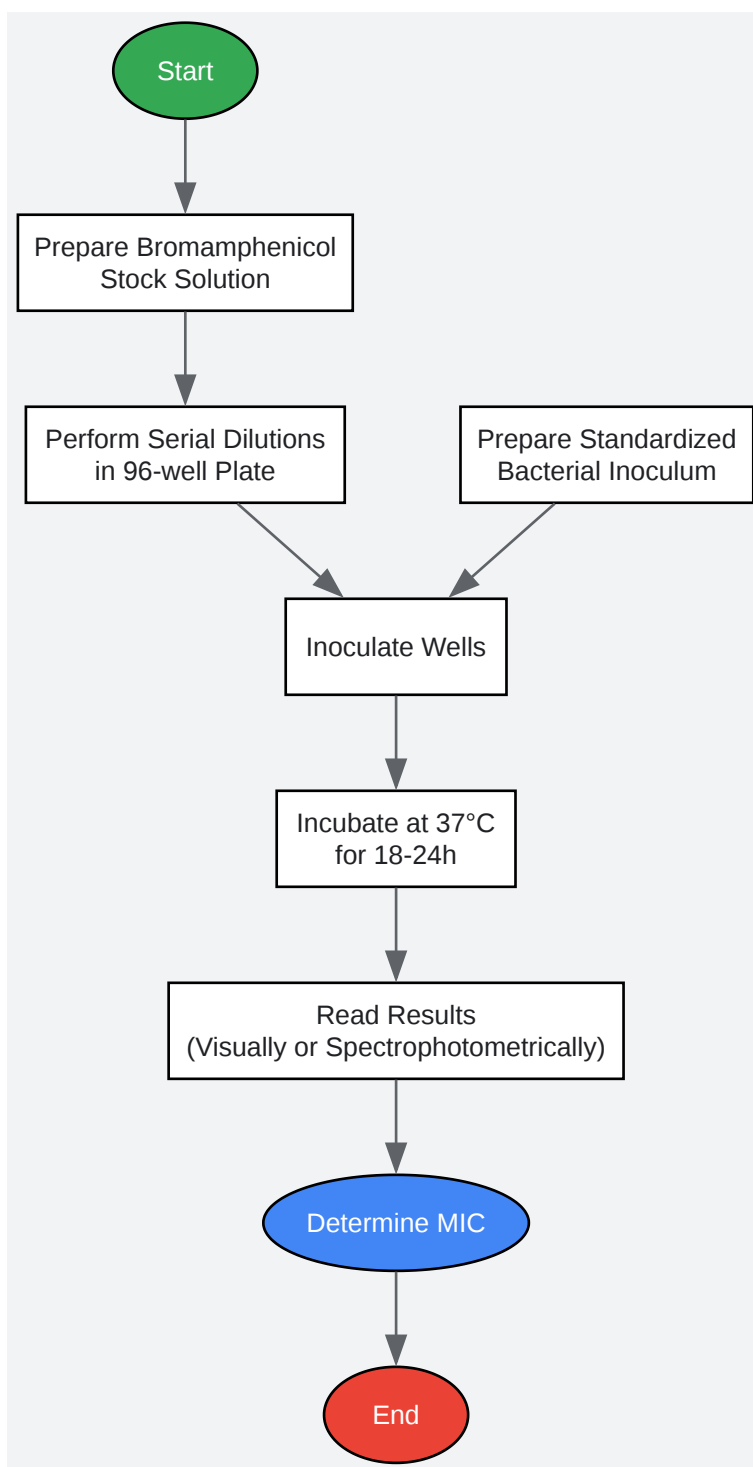 Start
Prepare Bromamphenicol
Stock Solution
Perform Serial Dilutions
in 96-well Plate
Prepare Standardized
Bacterial Inoculum
Inoculate Wells
Incubate at 37°C
for 18-24h
Read Results
(Visually or Spectrophotometrically)
Determine MIC
End